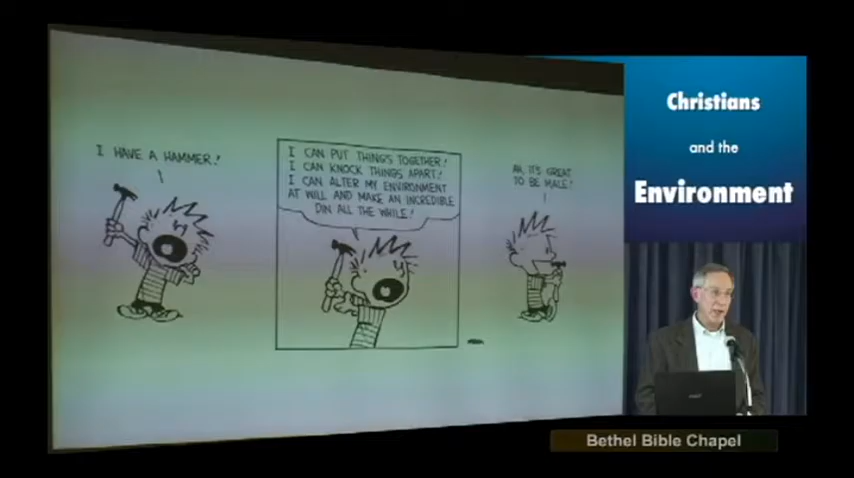 I HAVE A HAMMER!
I CAN PUT THINGS TOGETHER!
I CAN KNOCK THINGS APART!
I CAN ALTER MY ENVIRONMENT
AT WILL AND MAKE AN INCREDIBLE
DIN ALL THE WHILE!
AH, IT'S GREAT
TO BE MALE!
Christians
and the
Environment
Bethel Bible Chapel